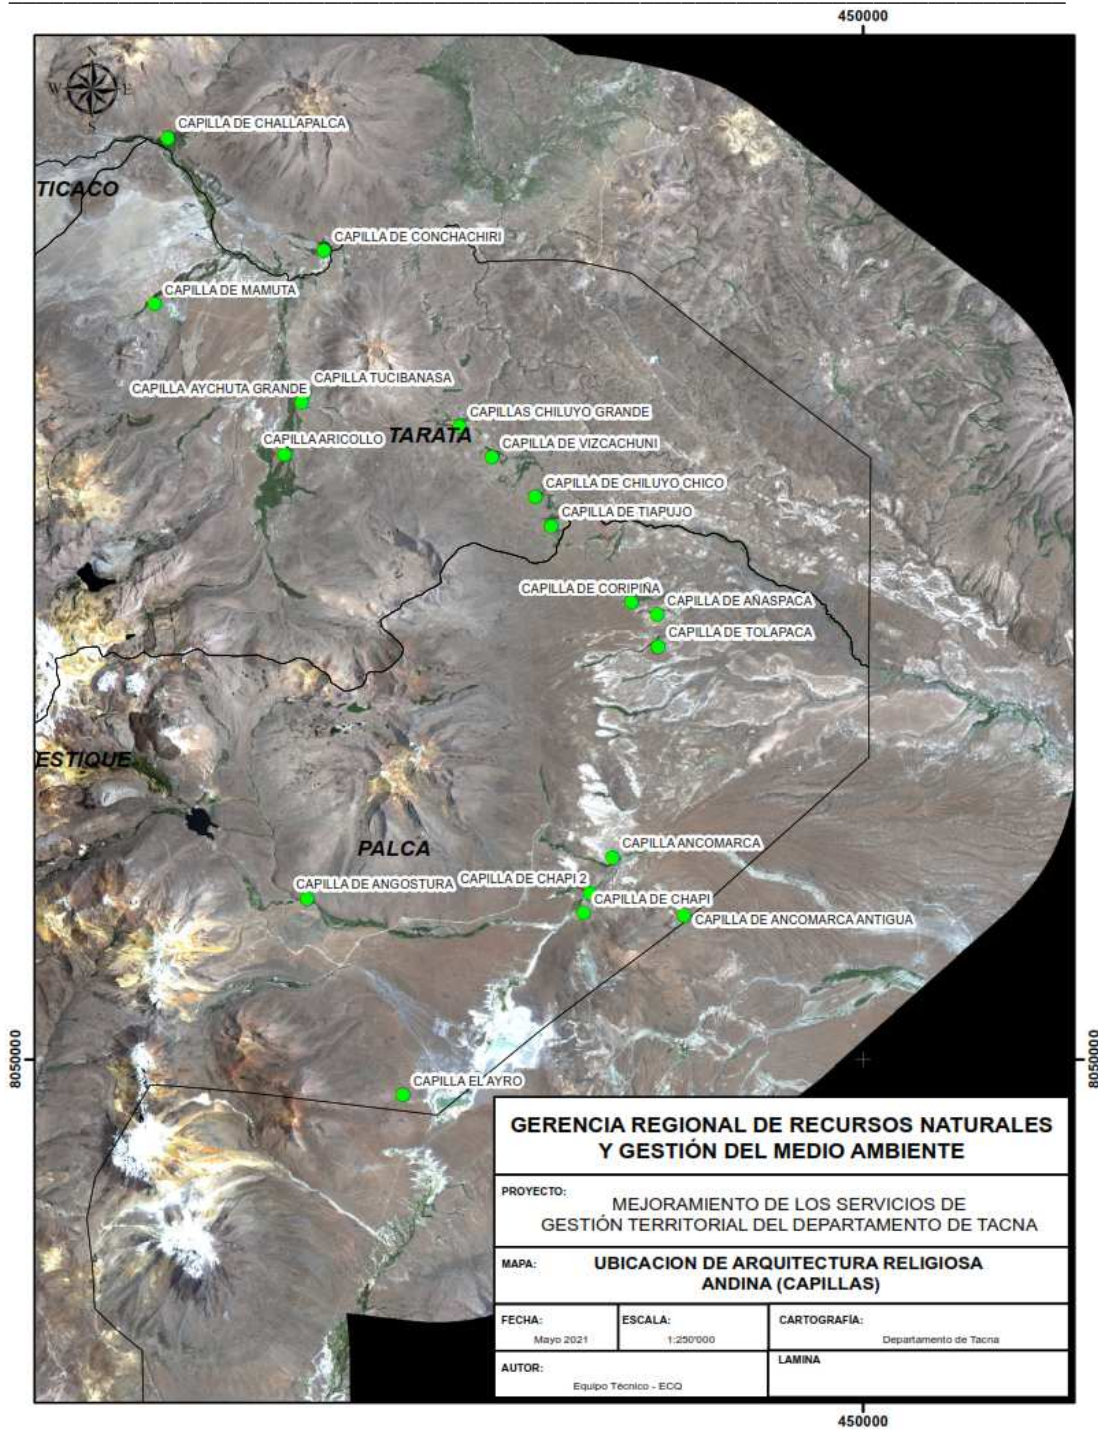 450000
N
W E
S
CAPILLA DE CHALLAPALCA
TICACO
CAPILLA DE CONCHACHIRI
CAPILLA DE MAMUTA
CAPILLA TUCIBANASA
CAPILLA AYCHUTA GRANDE
CAPILLAS CHILUYO GRANDE
TARATA
CAPILLA ARICOLLO
CAPILLA DE VIZCACHUNI
CAPILLA DE CHILUYO CHICO
CAPILLA DE TIAPUJO
CAPILLA DE CORIPIÑA
CAPILLA DE AÑASPACA
CAPILLA DE TOLAPACA
ESTIQUE
PALCA
CAPILLA ANCOMARCA
CAPILLA DE CHAPI 2
CAPILLA DE ANGOSTURA
CAPILLA DE CHAPI
CAPILLA DE ANCOMARCA ANTIGUA
8050000
8050000
CAPILLA EL AYRO
GERENCIA REGIONAL DE RECURSOS NATURALES
Y GESTIÓN DEL MEDIO AMBIENTE
PROYECTO:
MEJORAMIENTO DE LOS SERVICIOS DE
GESTIÓN TERRITORIAL DEL DEPARTAMENTO DE TACNA
MAPA:
UBICACION DE ARQUITECTURA RELIGIOSA
ANDINA (CAPILLAS)
FECHA:
Mayo 2021
ESCALA:
1:250'000
CARTOGRAFÍA:
Departamento de Tacna
AUTOR:
Equipo Técnico - ECQ
LAMINA
450000